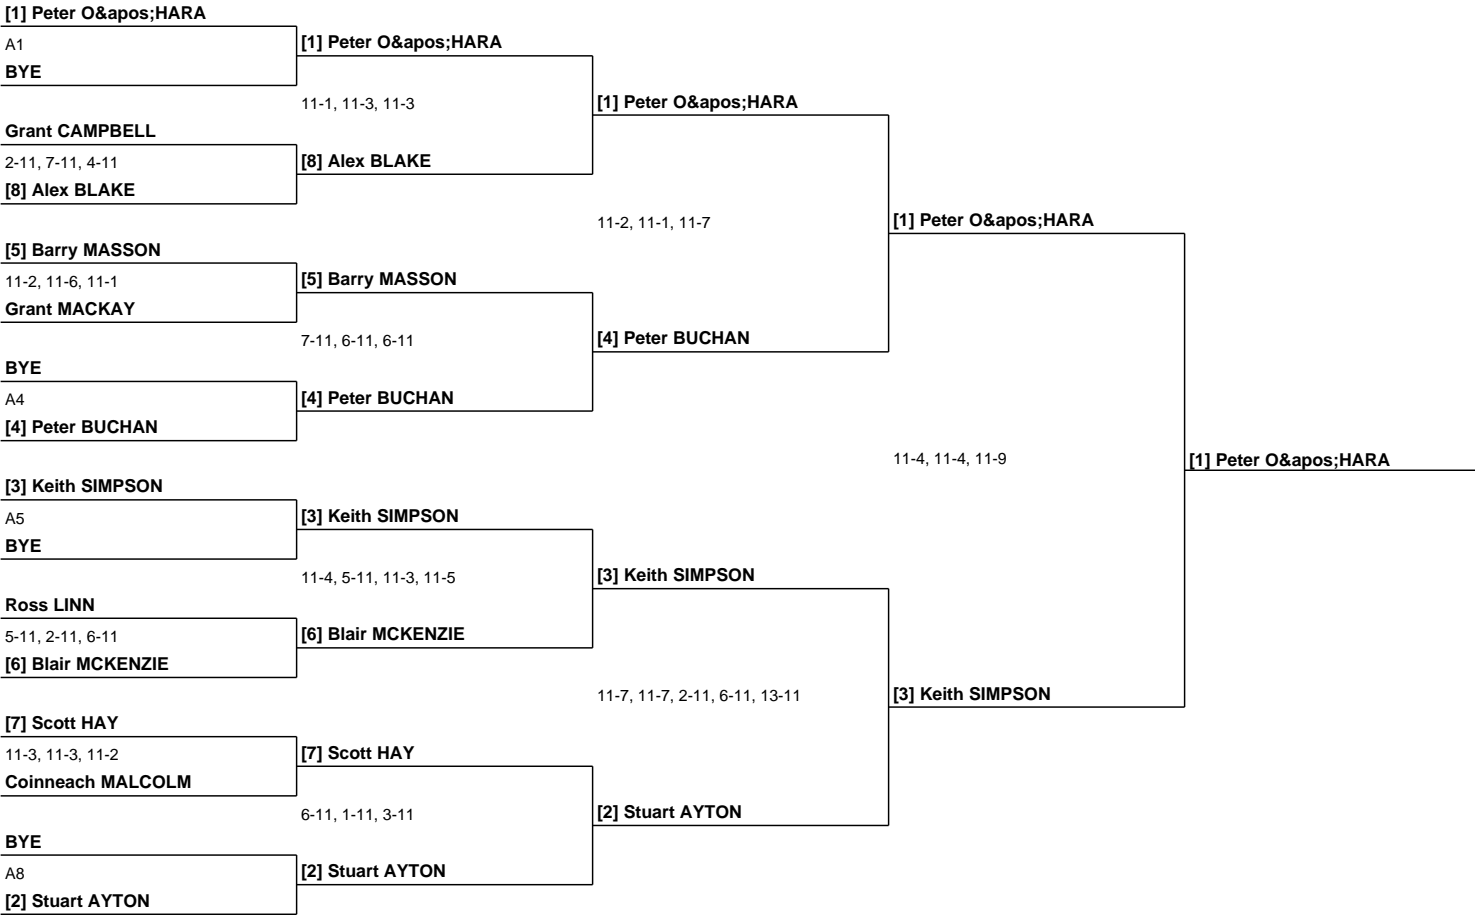 [1] Peter O&apos;HARA
A1
BYE
Grant CAMPBELL
2-11, 7-11, 4-11
[8] Alex BLAKE
[5] Barry MASSON
11-2, 11-6, 11-1
Grant MACKAY
BYE
A4
[4] Peter BUCHAN
[3] Keith SIMPSON
A5
BYE
Ross LINN
5-11, 2-11, 6-11
[6] Blair MCKENZIE
[7] Scott HAY
11-3, 11-3, 11-2
Coinneach MALCOLM
BYE
A8
[2] Stuart AYTON
[1] Peter O&apos;HARA
11-1, 11-3, 11-3
[8] Alex BLAKE
[5] Barry MASSON
7-11, 6-11, 6-11
[4] Peter BUCHAN
[3] Keith SIMPSON
11-4, 5-11, 11-3, 11-5
[6] Blair MCKENZIE
[7] Scott HAY
6-11, 1-11, 3-11
[2] Stuart AYTON
[1] Peter O&apos;HARA
11-2, 11-1, 11-7
[4] Peter BUCHAN
[3] Keith SIMPSON
11-7, 11-7, 2-11, 6-11, 13-11
[2] Stuart AYTON
[1] Peter O&apos;HARA
11-4, 11-4, 11-9
[3] Keith SIMPSON
[1] Peter O&apos;HARA